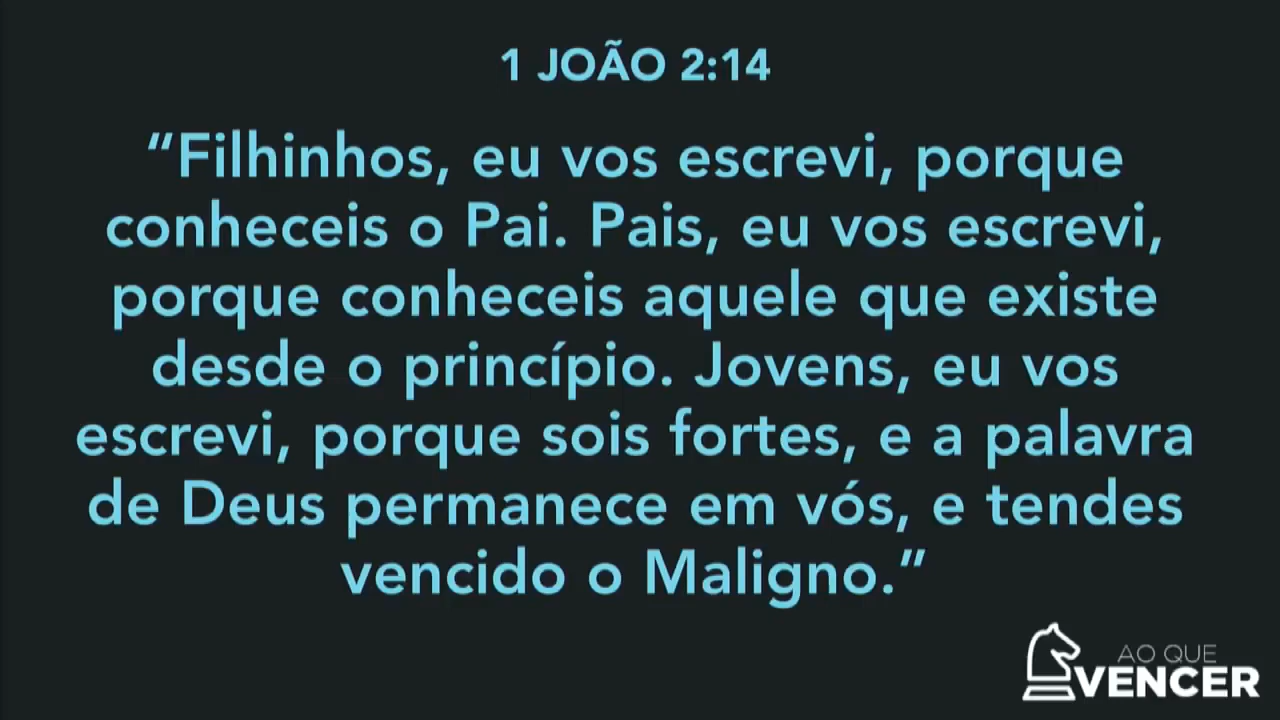 1 JOÃO 2:14
“Filhinhos, eu vos escrevi, porque
conheceis o Pai. Pais, eu vos escrevi,
porque conheceis aquele que existe
desde o princípio. Jovens, eu vos
escrevi, porque sois fortes, e a palavra
de Deus permanece em vós, e tendes
vencido o Maligno.”
AO QUE
VENCER